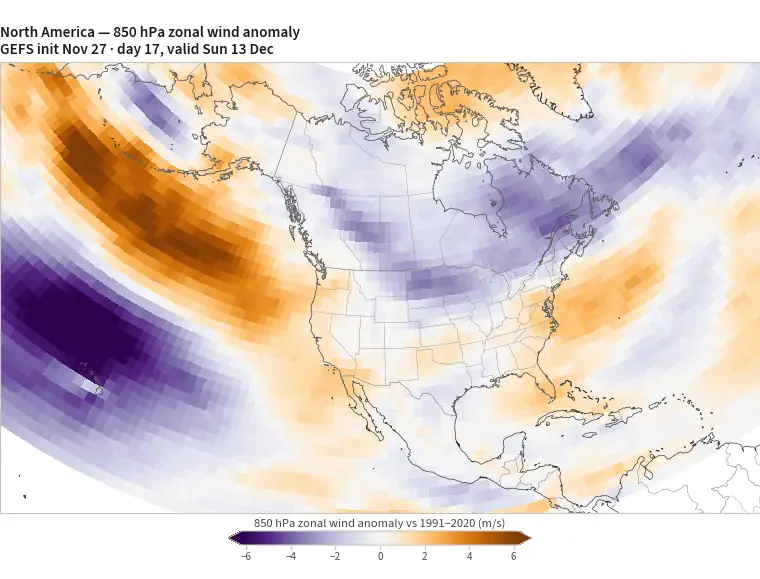 North America — 850 hPa zonal wind anomaly
GEFS init Nov 27 · day 17, valid Sun 13 Dec
850 hPa zonal wind anomaly vs 1991–2020 (m/s)
−6 −4 −2 0 2 4 6